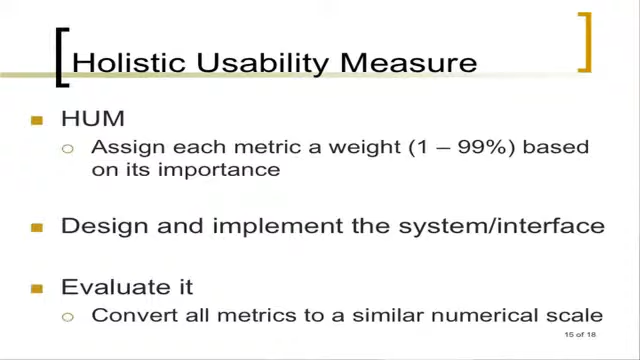 Holistic Usability Measure
HUM
Assign each metric a weight (1 – 99%) based
on its importance
Design and implement the system/interface
Evaluate it
Convert all metrics to a similar numerical scale
15 of 18